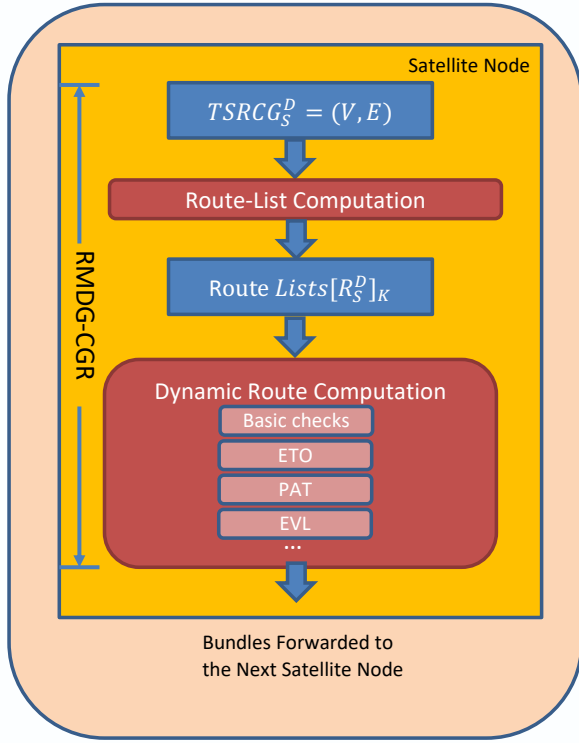 Satellite Node
$TSRCG_S^D = (V, E)$
Route-List Computation
RMDG-CGR
Route $Lists[R_S^D]_K$
Dynamic Route Computation
Basic checks
ETO
PAT
EVL
...
Bundles Forwarded to
the Next Satellite Node